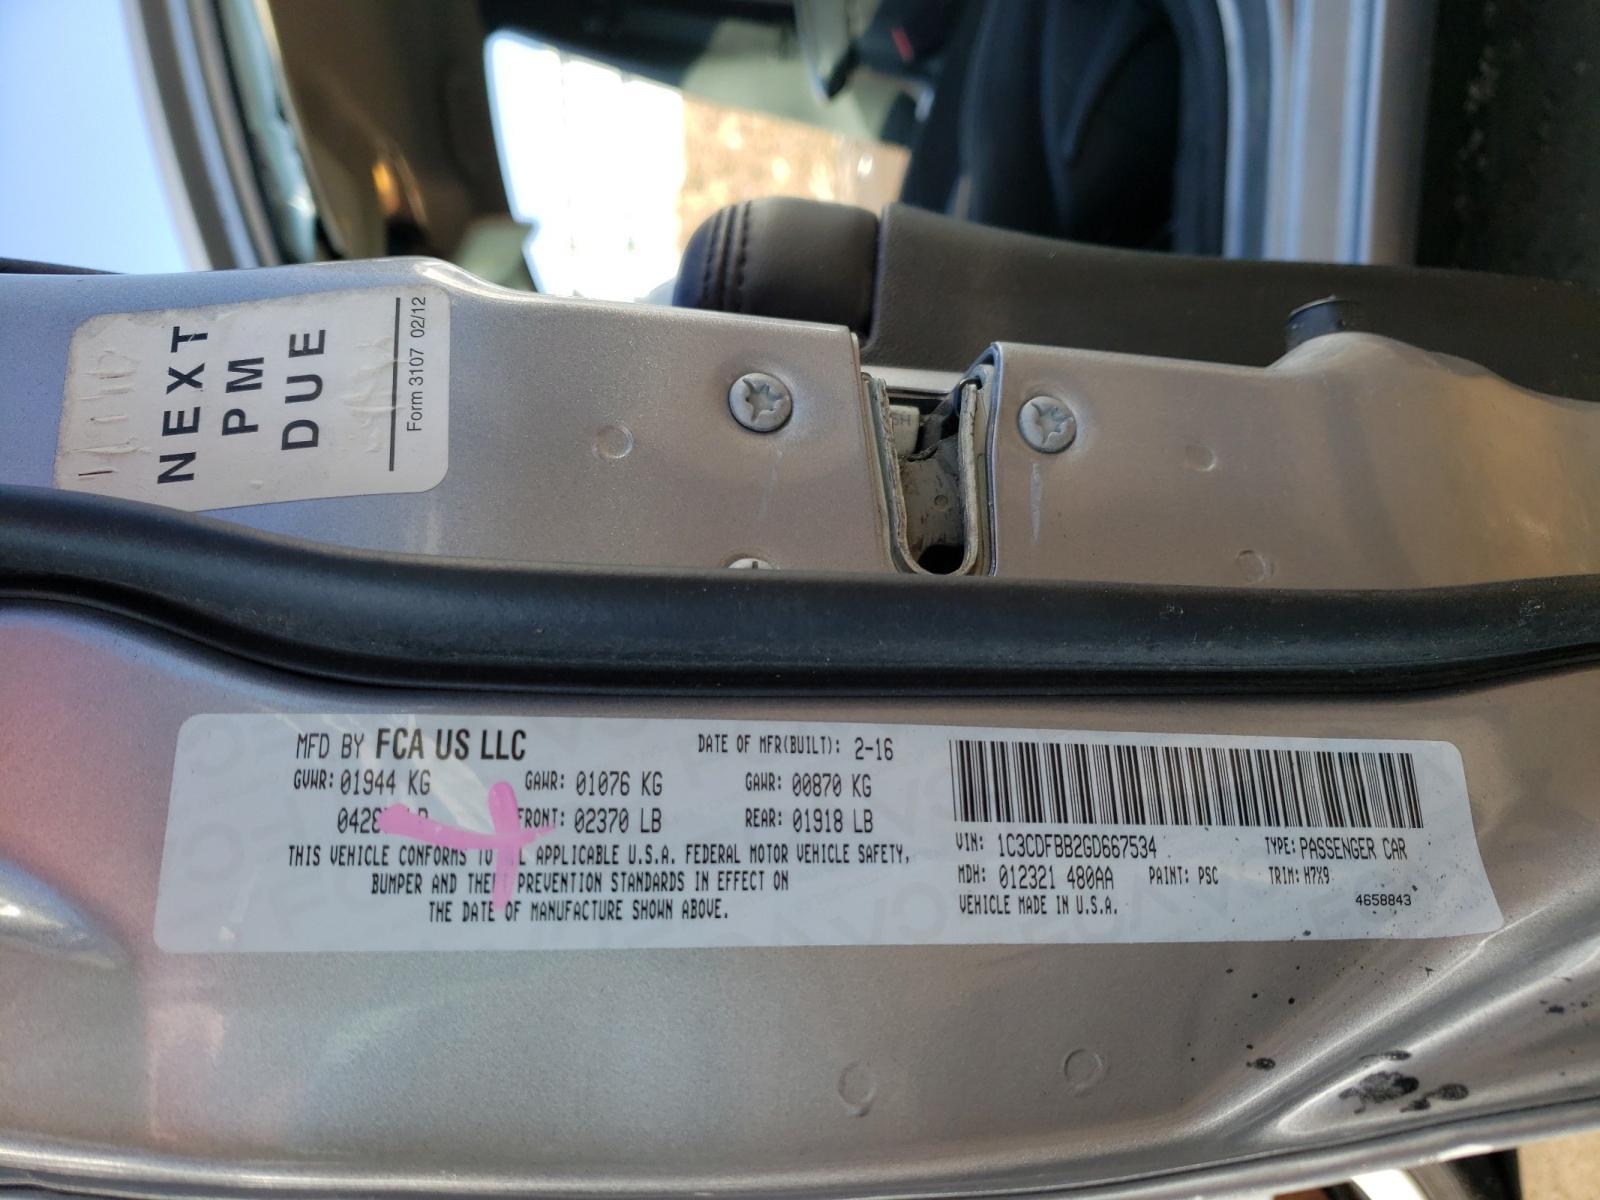 NEXT
PM
DUE
Form 3107 02/12
MFD BY FCA US LLC
DATE OF MFR(BUILT): 2-16
GVWR: 01944 KG
GAWR: 01076 KG
GAWR: 00870 KG
FRONT: 02370 LB
REAR: 01918 LB
THIS VEHICLE CONFORMS TO ALL APPLICABLE U.S.A. FEDERAL MOTOR VEHICLE SAFETY,
BUMPER AND THEFT PREVENTION STANDARDS IN EFFECT ON
THE DATE OF MANUFACTURE SHOWN ABOVE.
VIN: 1C3CDFBB2GD667534 TYPE: PASSENGER CAR
MDH: 012321 480AA PAINT: PSC TRIM: H7X9
VEHICLE MADE IN U.S.A.
4658843